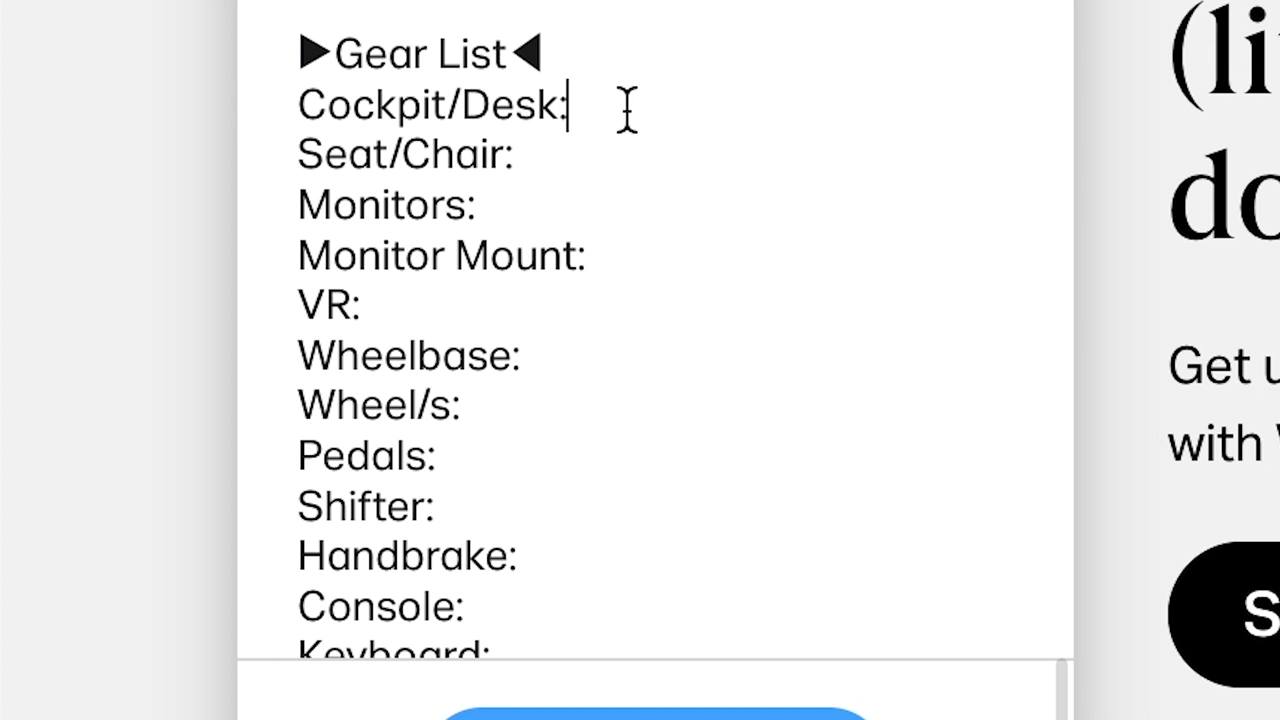 ▶Gear List◀
Cockpit/Desk:
Seat/Chair:
Monitors:
Monitor Mount:
VR:
Wheelbase:
Wheel/s:
Pedals:
Shifter:
Handbrake:
Console:
Keyboard:
Get
with